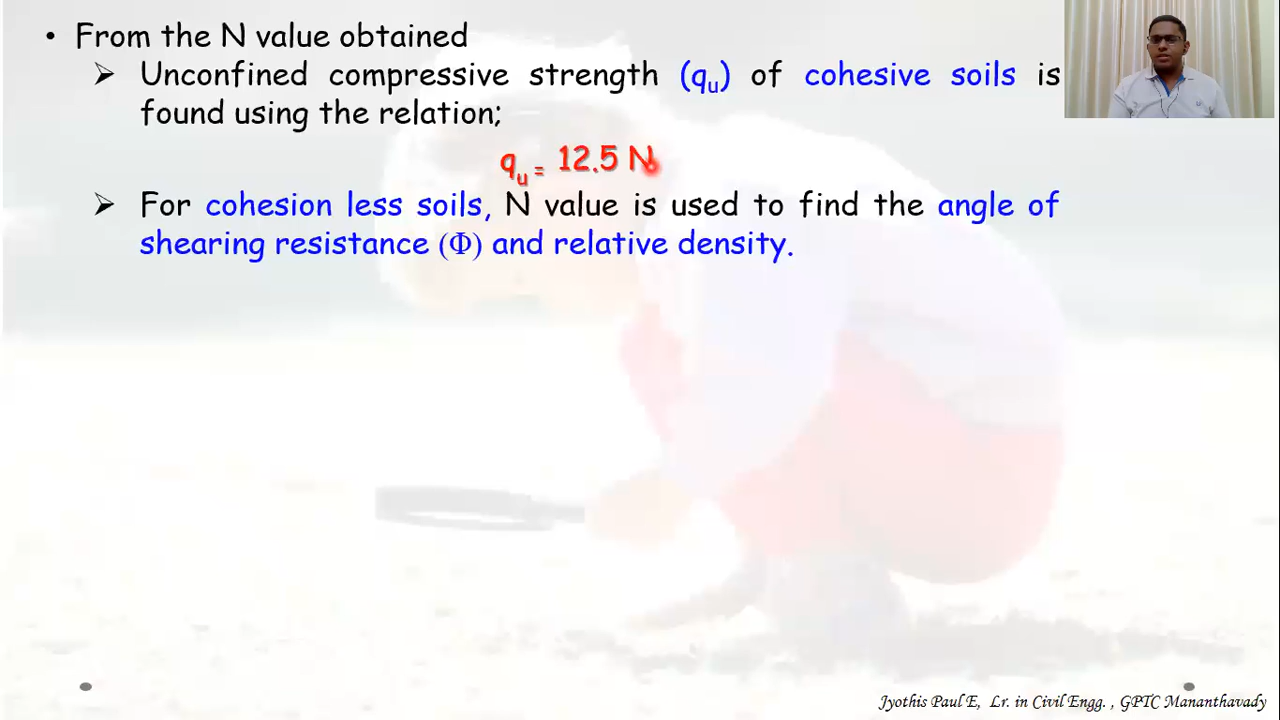 • From the N value obtained
➢ Unconfined compressive strength (qu) of cohesive soils is
found using the relation;
qu = 12.5 N
➢ For cohesion less soils, N value is used to find the angle of
shearing resistance (Φ) and relative density.
Jyothis Paul E, Lr. in Civil Engg. , GPTC Mananthavady